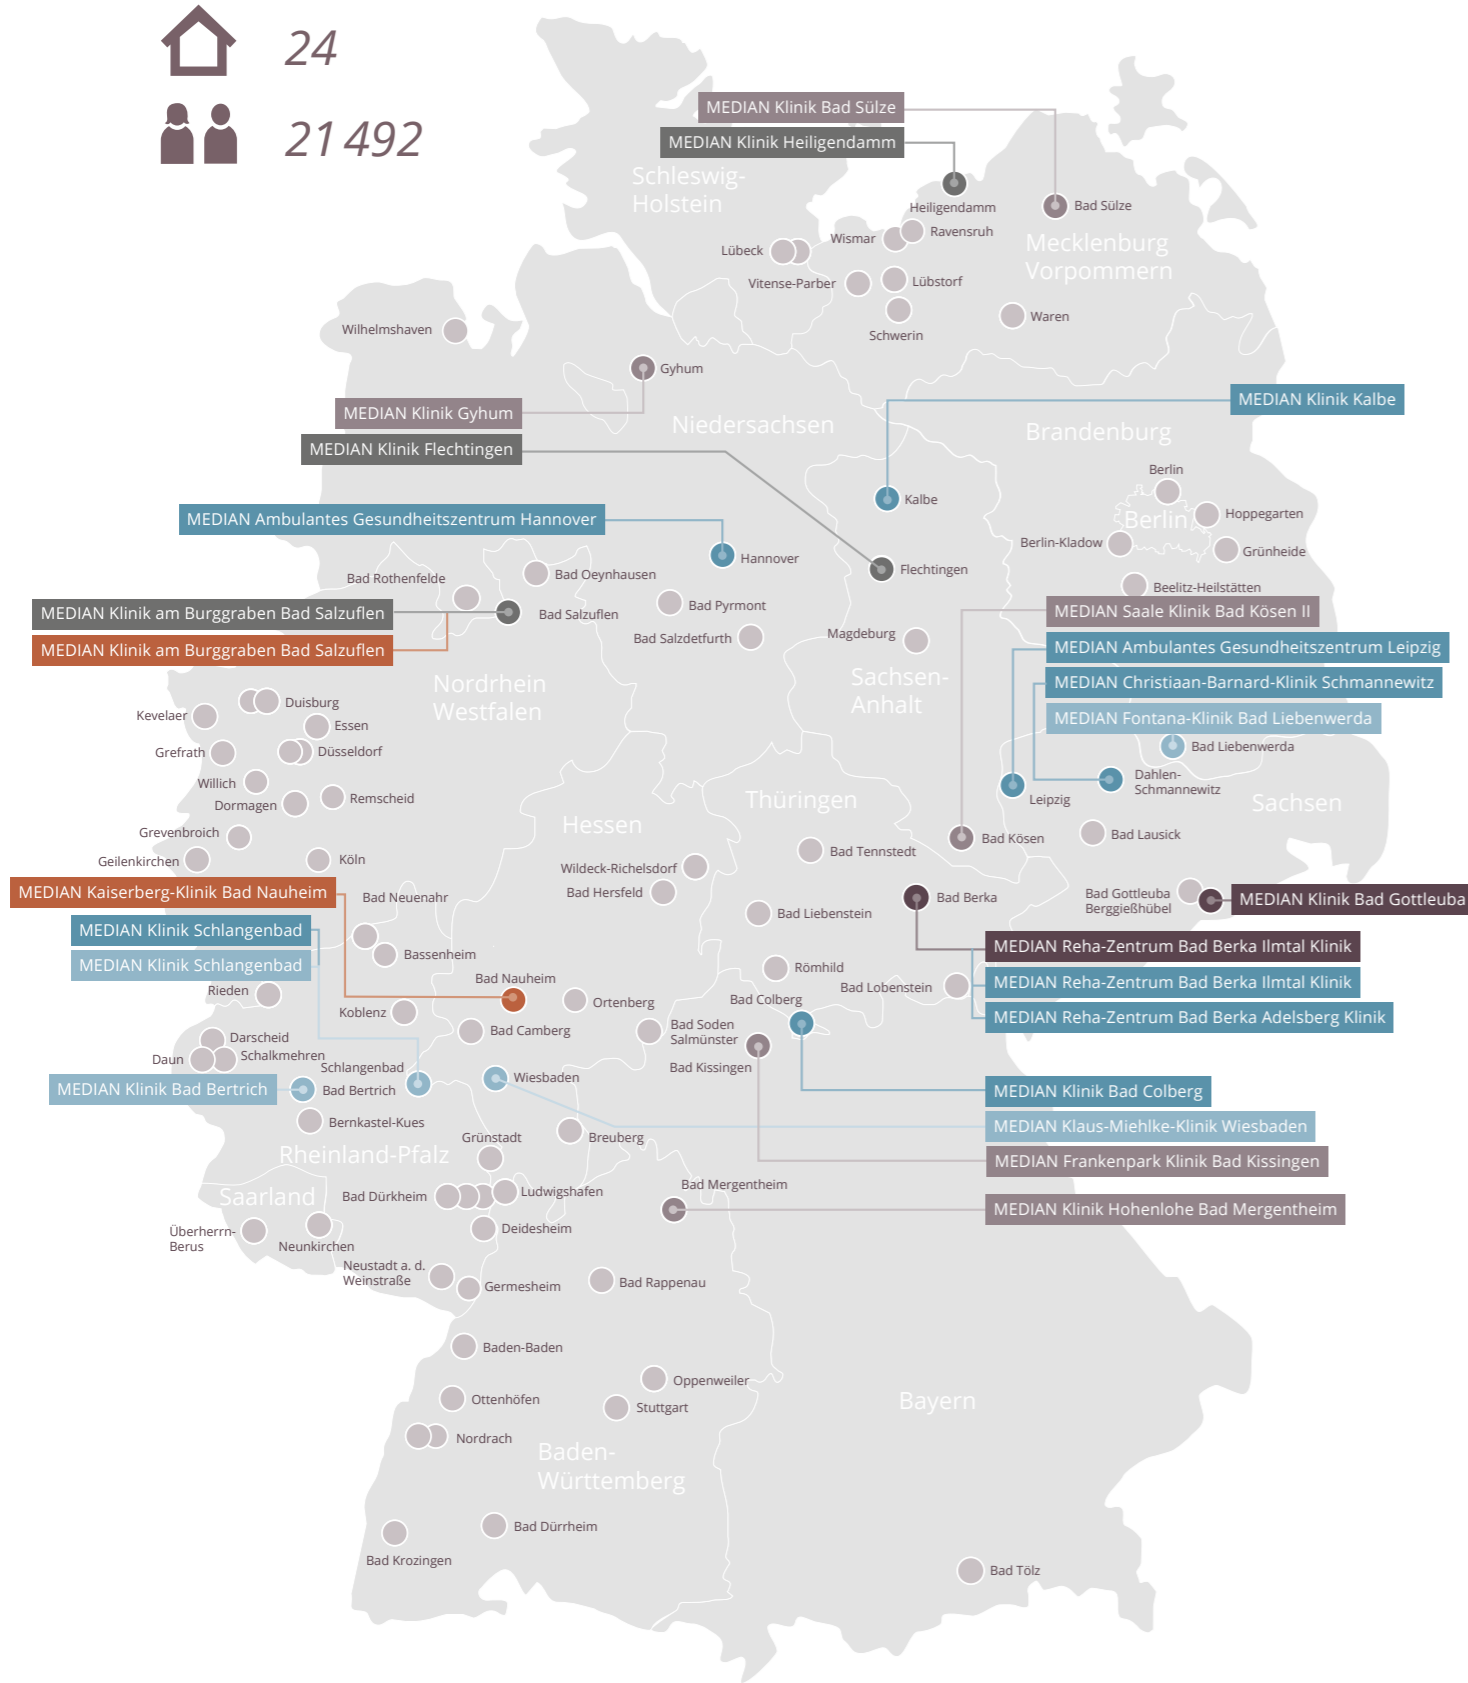 24
21 492
MEDIAN Klinik Bad Sülze
MEDIAN Klinik Heiligendamm
Schleswig-
Holstein
Heiligendamm
Bad Sülze
Wismar
Ravensruh
Lübeck
Mecklenburg
Vorpommern
Vitense-Parber
Lübstorf
Waren
Schwerin
Wilhelmshaven
Gyhum
MEDIAN Klinik Gyhum
MEDIAN Klinik Kalbe
Niedersachsen
Brandenburg
MEDIAN Klinik Flechtingen
Berlin
Kalbe
Hoppegarten
Berlin
MEDIAN Ambulantes Gesundheitszentrum Hannover
Berlin-Kladow
Grünheide
Hannover
Flechtingen
Bad Rothenfelde
Bad Oeynhausen
Beelitz-Heilstätten
Bad Pyrmont
MEDIAN Klinik am Burggraben Bad Salzuflen
Bad Salzuflen
MEDIAN Saale Klinik Bad Kösen II
Bad Salzdetfurth
Magdeburg
MEDIAN Klinik am Burggraben Bad Salzuflen
MEDIAN Ambulantes Gesundheitszentrum Leipzig
Nordrhein
Westfalen
Sachsen-
Anhalt
MEDIAN Christiaan-Barnard-Klinik Schmannewitz
Duisburg
Kevelaer
MEDIAN Fontana-Klinik Bad Liebenwerda
Essen
Grefrath
Düsseldorf
Bad Liebenwerda
Willich
Dahlen-
Schmannewitz
Dormagen
Remscheid
Thüringen
Leipzig
Sachsen
Grevenbroich
Hessen
Bad Kösen
Bad Lausick
Geilenkirchen
Köln
Bad Tennstedt
Wildeck-Richelsdorf
MEDIAN Kaiserberg-Klinik Bad Nauheim
Bad Neuenahr
Bad Hersfeld
Bad Berka
Bad Gottleuba
Berggießhübel
MEDIAN Klinik Bad Gottleuba
Bad Liebenstein
MEDIAN Klinik Schlangenbad
MEDIAN Reha-Zentrum Bad Berka Ilmtal Klinik
Bassenheim
MEDIAN Klinik Schlangenbad
Römhild
Bad Nauheim
MEDIAN Reha-Zentrum Bad Berka Ilmtal Klinik
Rieden
Bad Lobenstein
Koblenz
Ortenberg
Bad Colberg
MEDIAN Reha-Zentrum Bad Berka Adelsberg Klinik
Bad Camberg
Bad Soden
Salmünster
Darscheid
Daun
Schalkmehren
Schlangenbad
Bad Kissingen
Wiesbaden
MEDIAN Klinik Bad Bertrich
Bad Bertrich
MEDIAN Klinik Bad Colberg
Bernkastel-Kues
MEDIAN Klaus-Miehlke-Klinik Wiesbaden
Grünstadt
Breuberg
Rheinland-Pfalz
MEDIAN Frankenpark Klinik Bad Kissingen
Saarland
Bad Dürkheim
Ludwigshafen
Bad Mergentheim
MEDIAN Klinik Hohenlohe Bad Mergentheim
Überherrn-
Berus
Neunkirchen
Deidesheim
Neustadt a. d.
Weinstraße
Germesheim
Bad Rappenau
Baden-Baden
Oppenweiler
Ottenhöfen
Stuttgart
Bayern
Nordrach
Baden-
Württemberg
Bad Dürrheim
Bad Krozingen
Bad Tölz